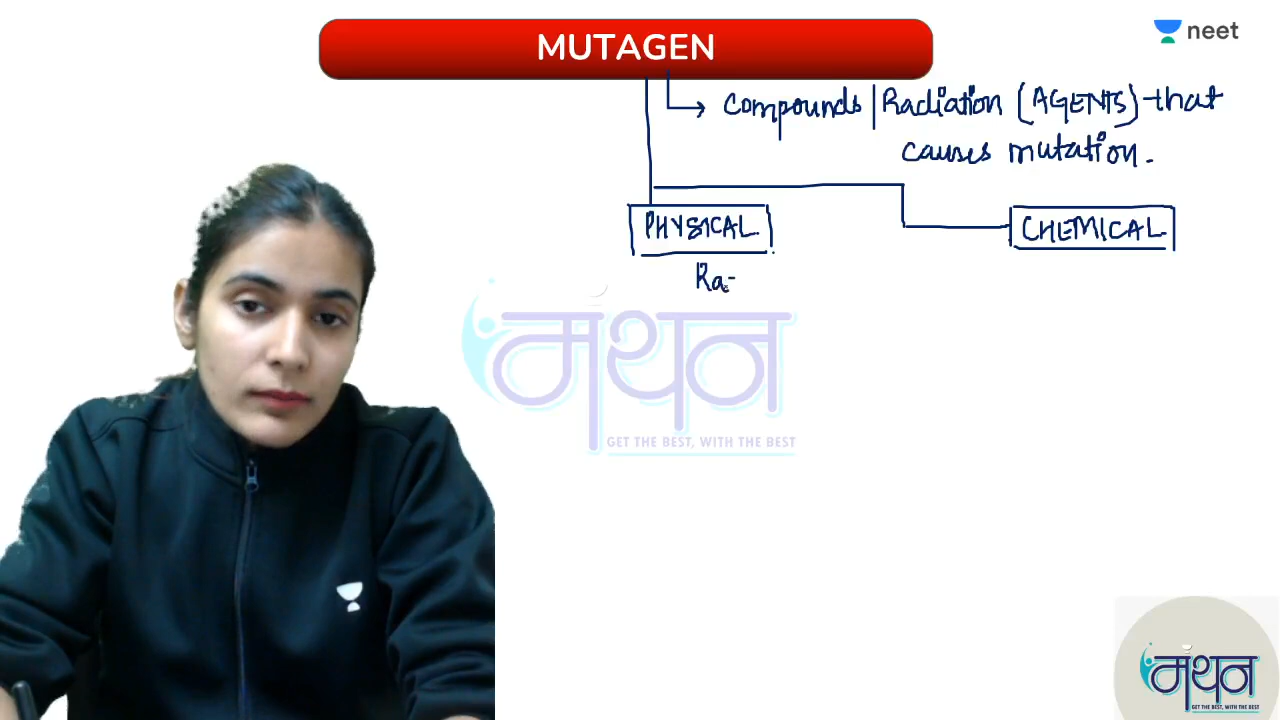 MUTAGEN
neet
Compounds | Radiation (AGENTS) that
causes mutation.
PHYSICAL
CHEMICAL
Ra-
मंथन
GET THE BEST, WITH THE BEST
मंथन
GET THE BEST, WITH THE BEST